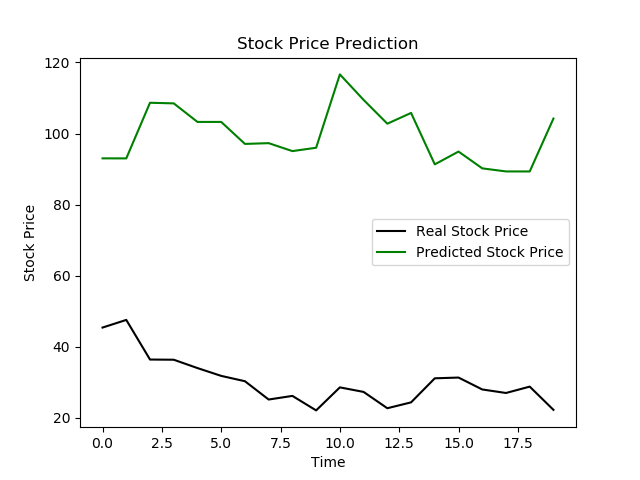 Stock Price Prediction
120
100
80
60
40
20
Stock Price
Real Stock Price
Predicted Stock Price
0.0 2.5 5.0 7.5 10.0 12.5 15.0 17.5
Time